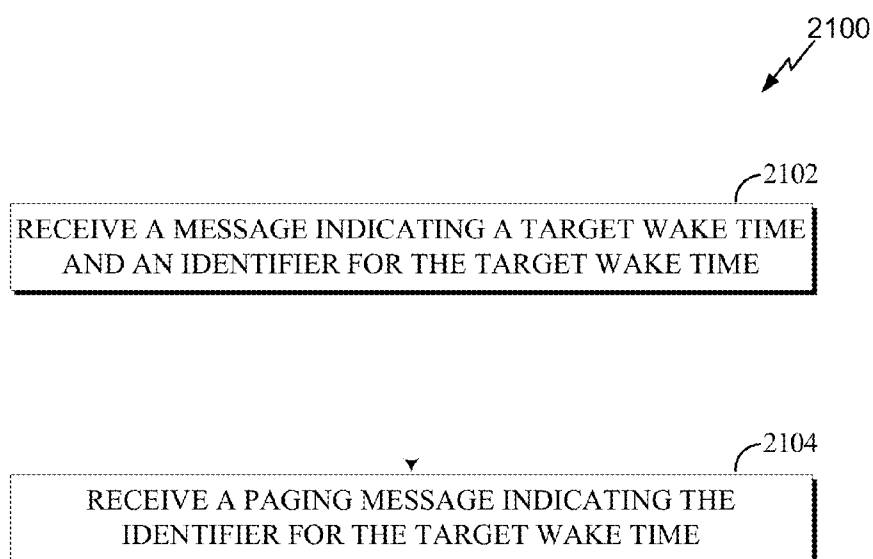 2100
2102
RECEIVE A MESSAGE INDICATING A TARGET WAKE TIME
AND AN IDENTIFIER FOR THE TARGET WAKE TIME
2104
RECEIVE A PAGING MESSAGE INDICATING THE
IDENTIFIER FOR THE TARGET WAKE TIME